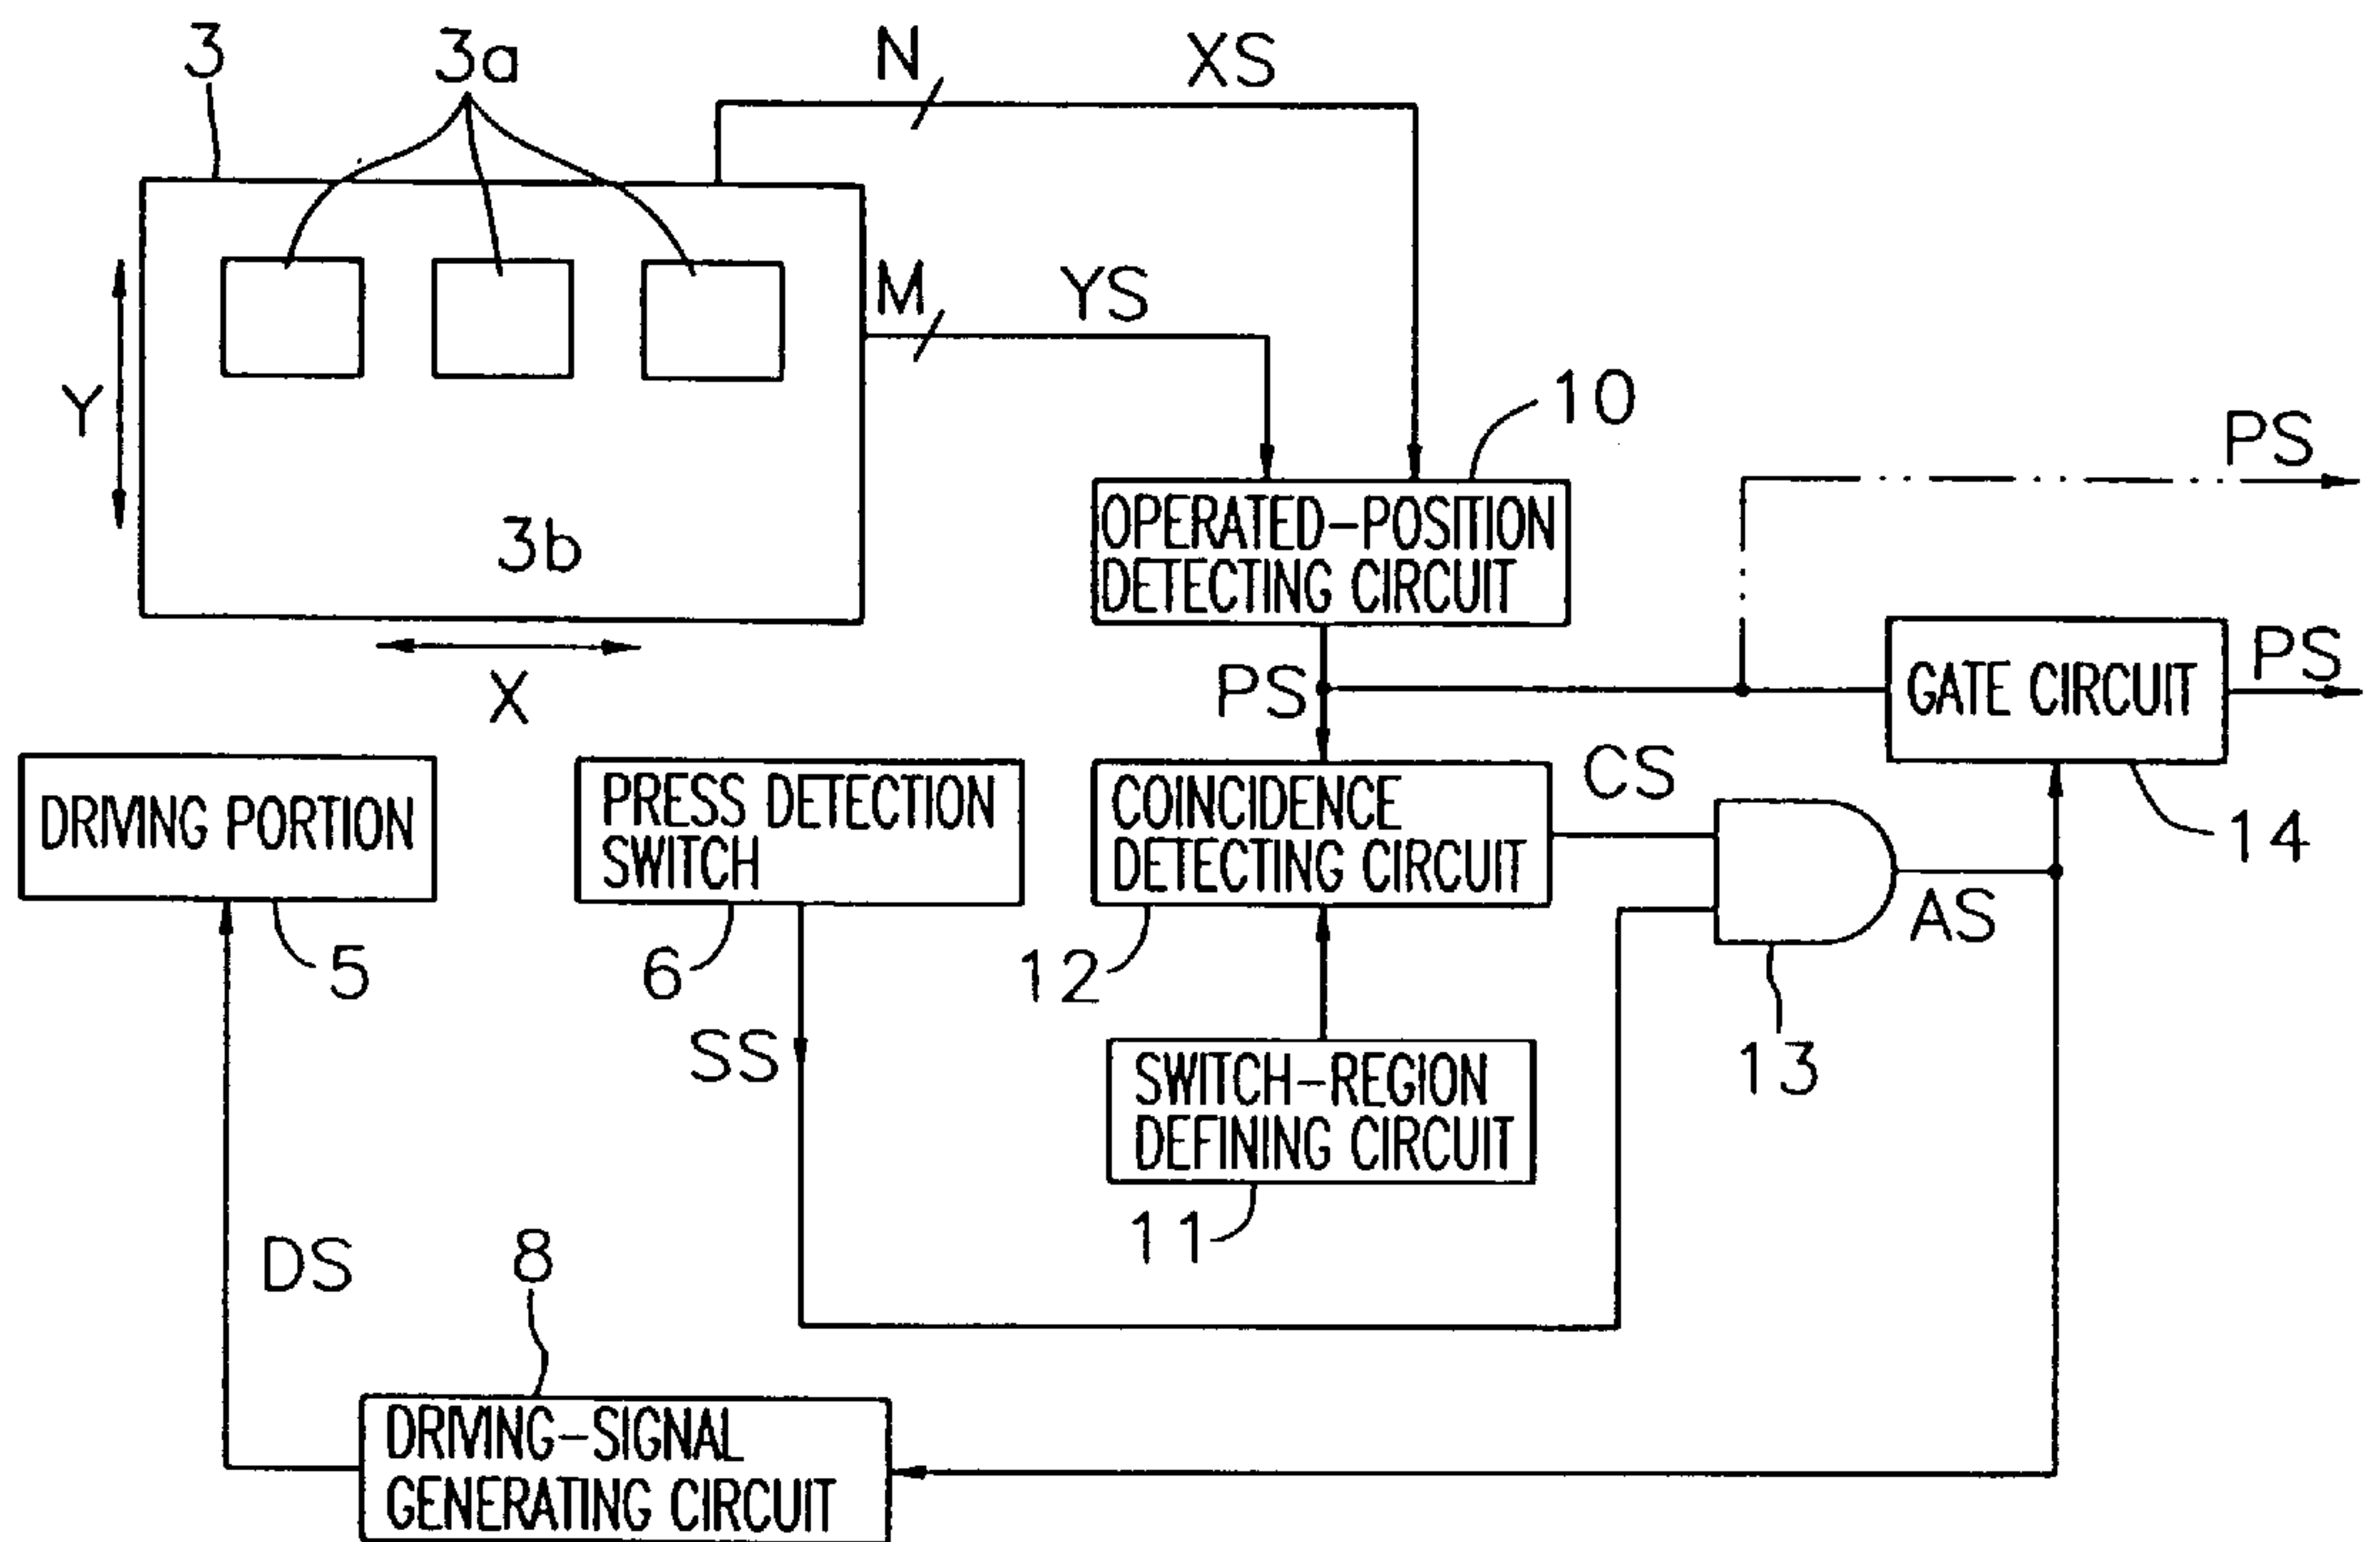 3
3a
N
XS
M
YS
Y
3b
X
10
OPERATED-POSITION
DETECTING CIRCUIT
PS
PS
GATE CIRCUIT
PS
14
DRIVING PORTION
5
PRESS DETECTION
SWITCH
6
COINCIDENCE
DETECTING CIRCUIT
12
CS
AS
13
SS
SWITCH-REGION
DEFINING CIRCUIT
11
DS
8
DRIVING-SIGNAL
GENERATING CIRCUIT